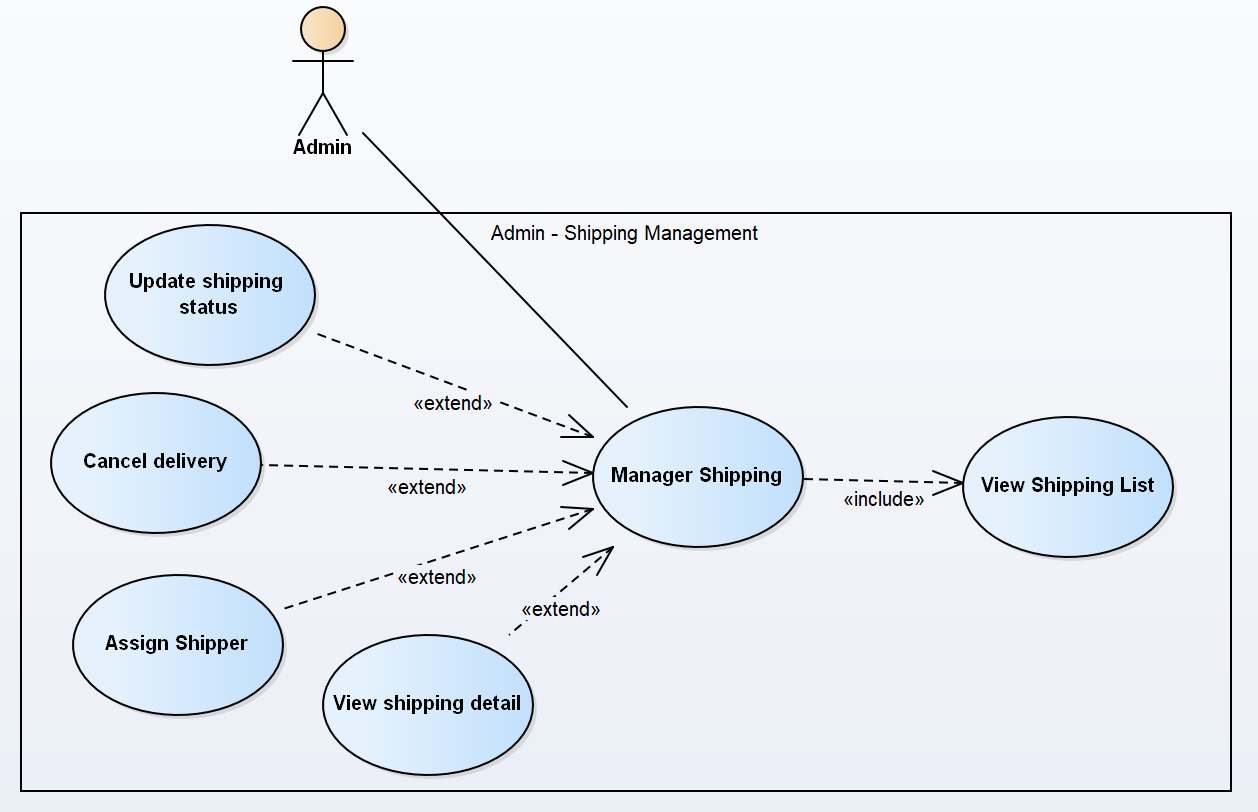 Admin
Admin - Shipping Management
Update shipping
status
«extend»
Cancel delivery
«extend»
Manager Shipping
«include»
View Shipping List
«extend»
Assign Shipper
«extend»
View shipping detail